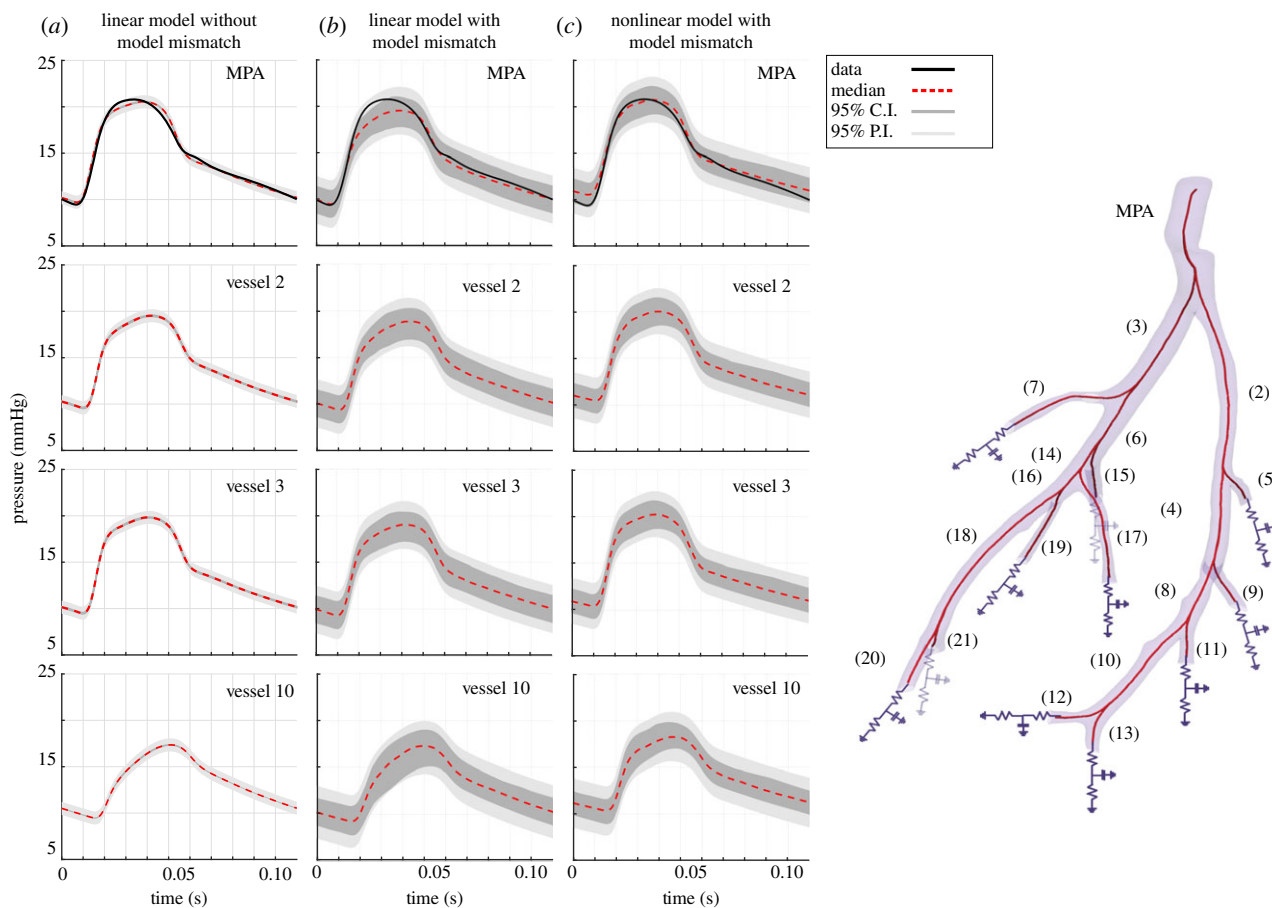 (a) linear model without
model mismatch
(b) linear model with
model mismatch
(c) nonlinear model with
model mismatch
MPA
MPA
MPA
data
median
95% C.I.
95% P.I.
25
15
5
vessel 2
vessel 2
vessel 2
25
15
5
vessel 3
vessel 3
vessel 3
25
15
5
vessel 10
vessel 10
vessel 10
25
15
5
pressure (mmHg)
0 0.05 0.10
0 0.05 0.10
0 0.05 0.10
time (s)
time (s)
time (s)
MPA
(3)
(7)
(2)
(6)
(14)
(16)
(15)
(5)
(4)
(18)
(17)
(19)
(8)
(9)
(21)
(20)
(10)
(11)
(12)
(13)